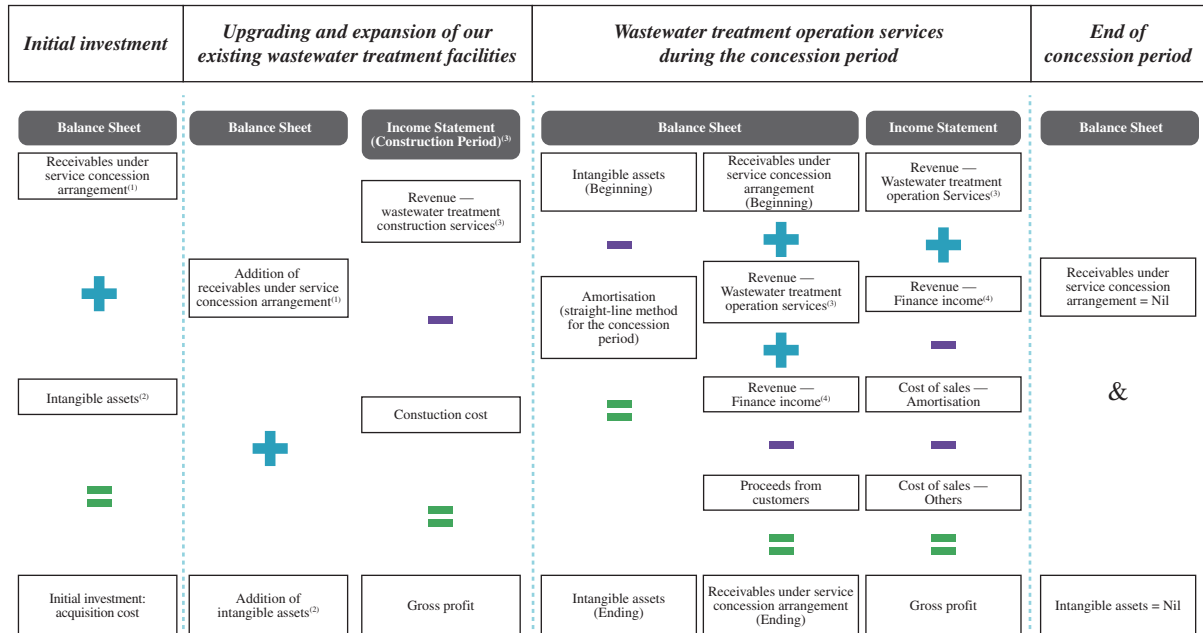 Initial investment
Upgrading and expansion of our
existing wastewater treatment facilities
Wastewater treatment operation services
during the concession period
End of
concession period
Balance Sheet
Receivables under
service concession
arrangement(1)
Intangible assets(2)
Initial investment:
acquisition cost
Balance Sheet
Addition of
receivables under service
concession arrangement(1)
Addition of
intangible assets(2)
Income Statement
(Construction Period)(3)
Revenue —
wastewater treatment
construction services(3)
Constuction cost
Gross profit
Balance Sheet
Intangible assets
(Beginning)
Amortisation
(straight-line method
for the concession
period)
Intangible assets
(Ending)
Receivables under
service concession
arrangement
(Beginning)
Revenue —
Wastewater treatment
operation services(3)
Revenue —
Finance income(4)
Proceeds from
customers
Receivables under service
concession arrangement
(Ending)
Income Statement
Revenue —
Wastewater treatment
operation Services(3)
Revenue —
Finance income(4)
Cost of sales —
Amortisation
Cost of sales —
Others
Gross profit
Balance Sheet
Receivables under
service concession
arrangement = Nil
&
Intangible assets = Nil